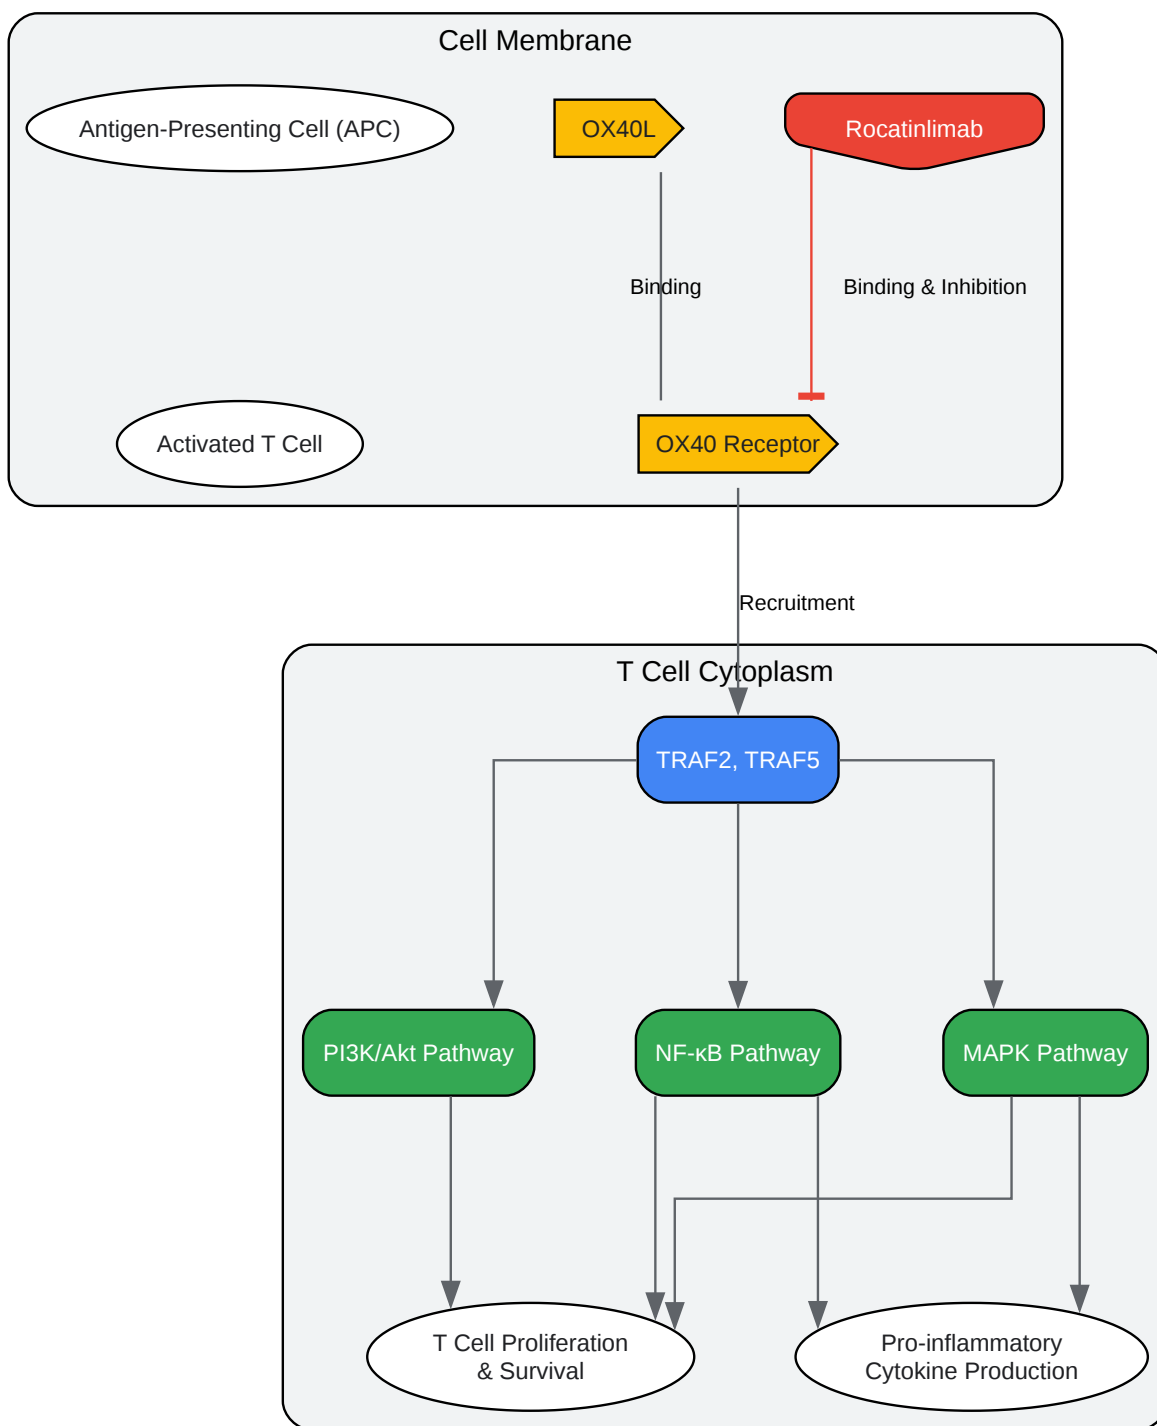 Cell Membrane
Antigen-Presenting Cell (APC)
OX40L
Rocatinlimab
Binding
Binding & Inhibition
Activated T Cell
OX40 Receptor
Recruitment
T Cell Cytoplasm
TRAF2, TRAF5
PI3K/Akt Pathway
NF-κB Pathway
MAPK Pathway
T Cell Proliferation
& Survival
Pro-inflammatory
Cytokine Production